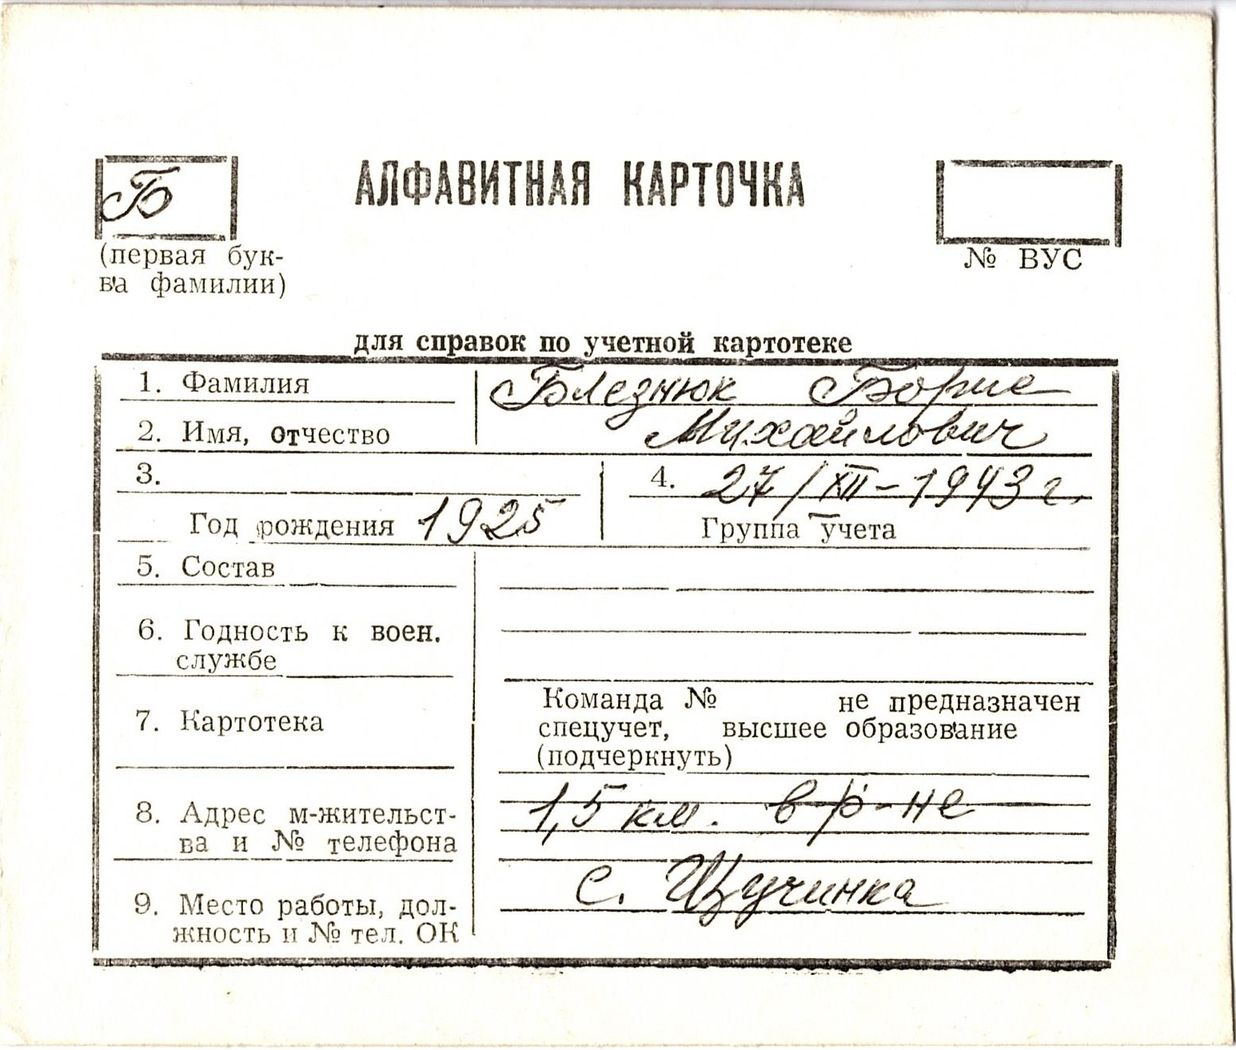 Б
АЛФАВИТНАЯ КАРТОЧКА
(первая бук-
ва фамилии)
№ ВУС
для справок по учетной картотеке
1. Фамилия Блезнюк Борис
2. Имя, отчество Михайлович
3.
Год рождения 1925
4. 27/XII-1943 г.
Группа учета
5. Состав
6. Годность к воен.
службе
7. Картотека
Команда № не предназначен
спецучет, высшее образование
(подчеркнуть)
8. Адрес м-жительст-
ва и № телефона
1,5 км. в р-не
с. Щучинка
9. Место работы, дол-
жность и № тел. ОК